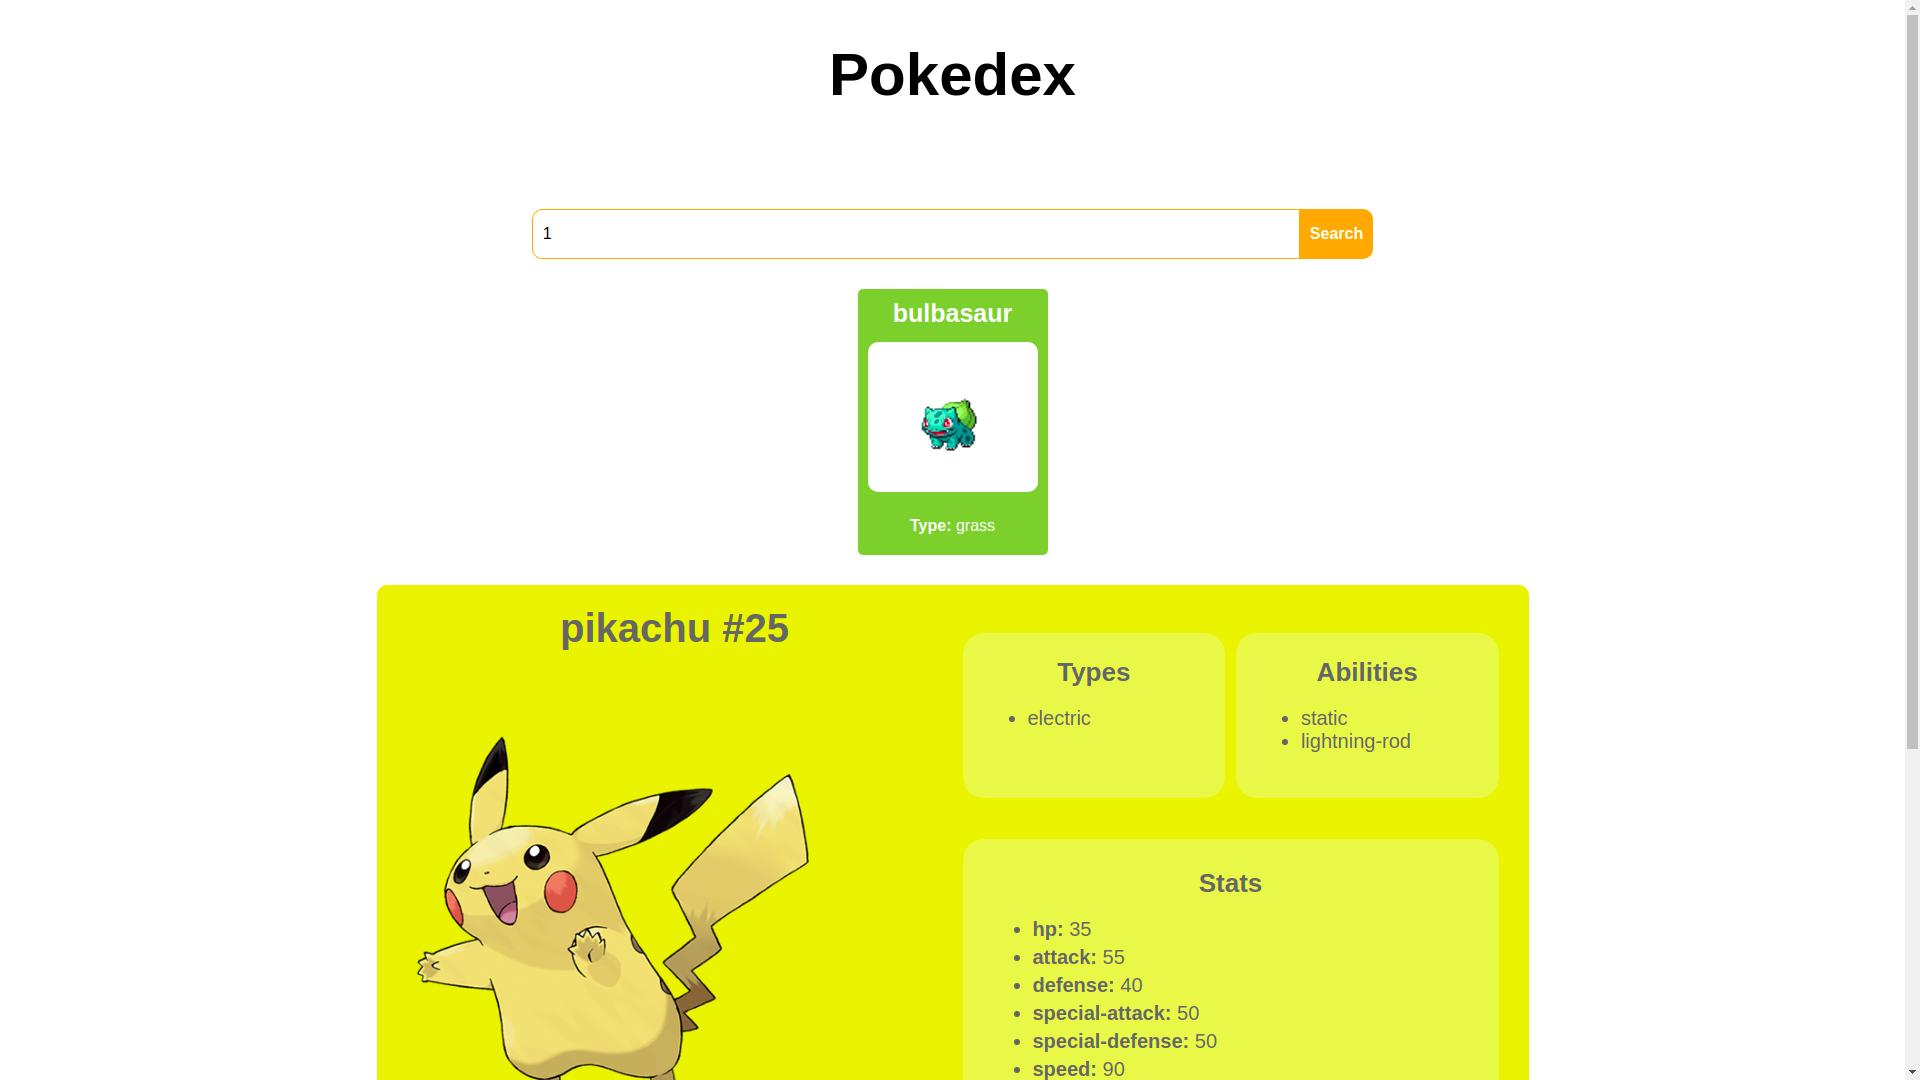 Pokedex
1
Search
bulbasaur
Type: grass
pikachu #25
Types
electric
Abilities
static
lightning-rod
Stats
hp: 35
attack: 55
defense: 40
special-attack: 50
special-defense: 50
speed: 90